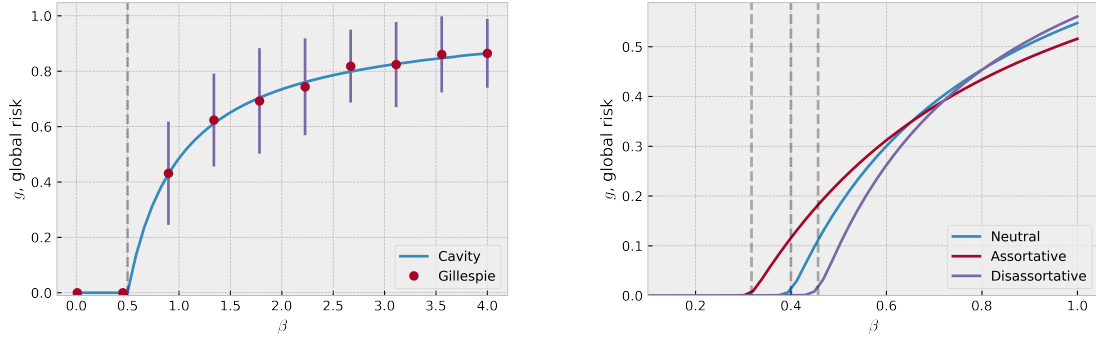 g, global risk
1.0
0.8
0.6
0.4
0.2
0.0
0.0 0.5 1.0 1.5 2.0 2.5 3.0 3.5 4.0
β
Cavity
Gillespie
g, global risk
0.5
0.4
0.3
0.2
0.1
0.0
0.2 0.4 0.6 0.8 1.0
β
Neutral
Assortative
Disassortative